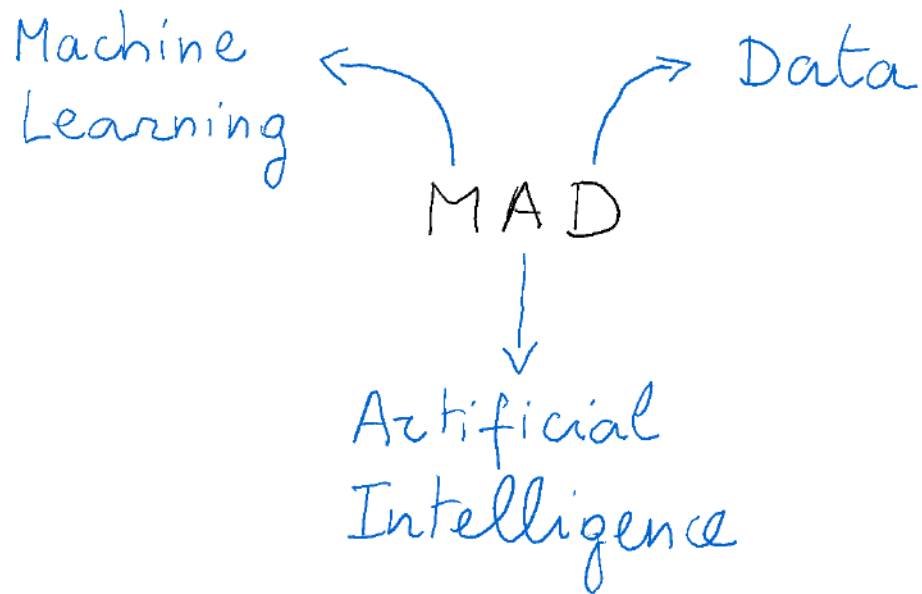 Machine
Learning
Data
MAD
Artificial
Intelligence